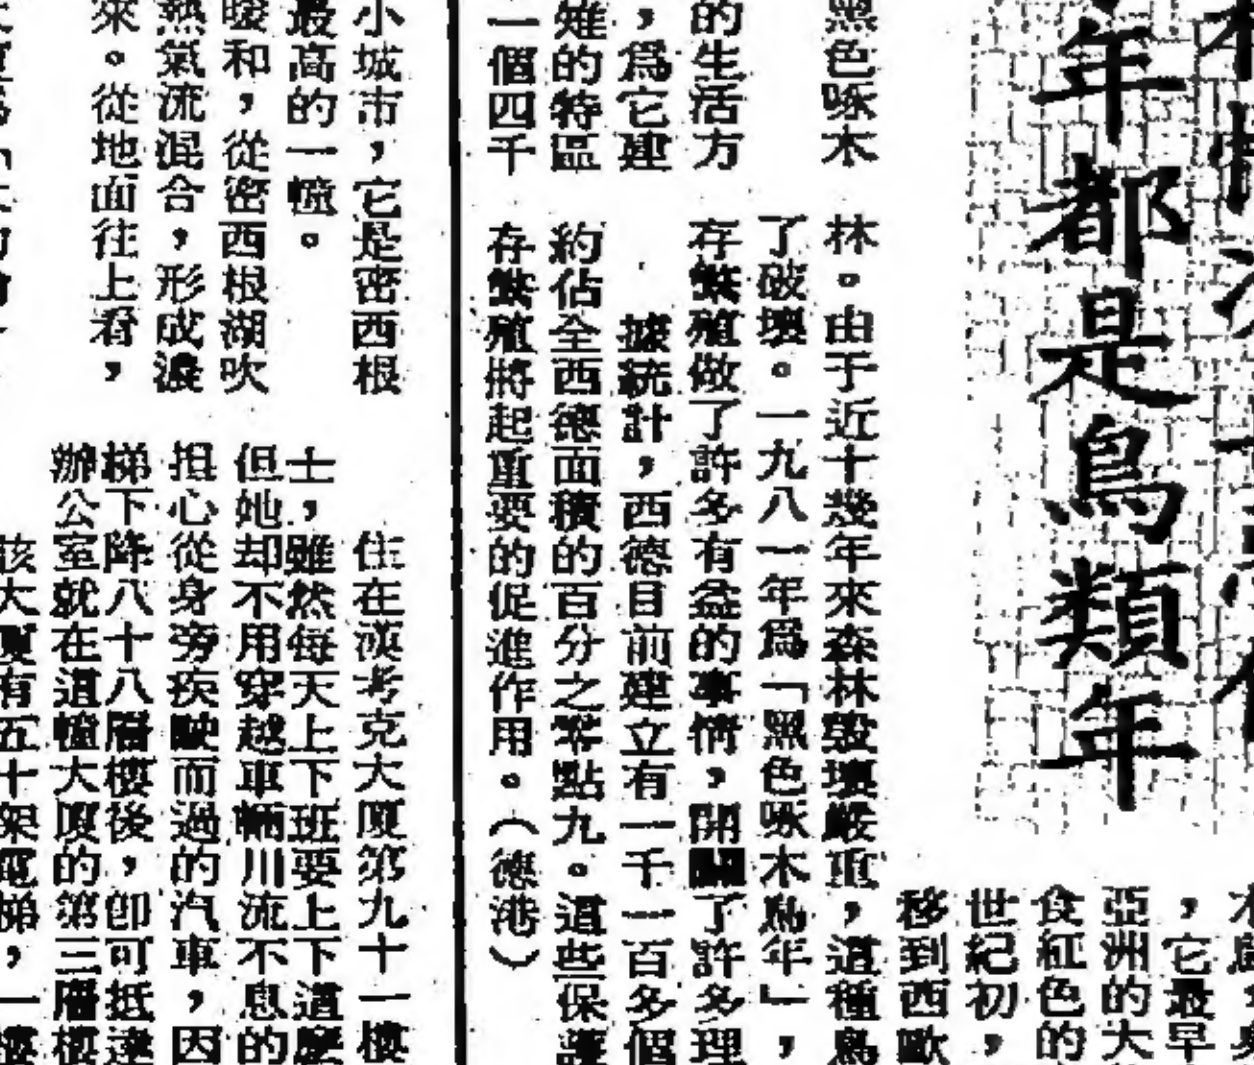 年都是鳥類年
，它最早
亞洲的大
食紅色的
世紀初，
移到西歐
黑色啄木
的生活方
，爲它建
雉的特區
一個四千
林。由于近十幾年來森林毀壞嚴重，這種鳥
了破壞。一九八一年爲「黑色啄木鳥年」，
存繁殖做了許多有益的事情，開闢了許多理
據統計，西德目前建立有一千一百多個
約佔全西德面積的百分之零點九。這些保護
存繁殖將起重要的促進作用。（德港）
小城市，它是密西根
最高的一幢。
暖和，從密西根湖吹
熱氣流混合，形成濃
來。從地面往上看，
住在漢考克大厦第九十一樓
士，雖然每天上下班要上下這麼
但她却不用穿越車輛川流不息的
担心從身旁疾駛而過的汽車，因
梯下降八十八層樓後，卽可抵達
辦公室就在這幢大厦的第三層樓
該大厦有五十架電梯，一樓